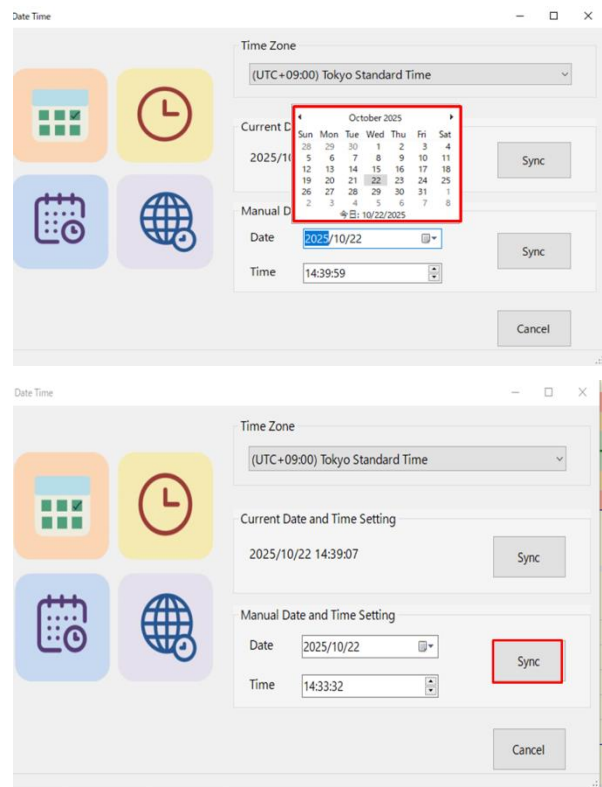 Date Time
Time Zone
(UTC+09:00) Tokyo Standard Time
Current D
2025/10
Sync
October 2025
Sun Mon Tue Wed Thu Fri Sat
28 29 30 1 2 3 4
5 6 7 8 9 10 11
12 13 14 15 16 17 18
19 20 21 22 23 24 25
26 27 28 29 30 31 1
2 3 4 5 6 7 8
今日: 10/22/2025
Manual D
Date 2025/10/22
Sync
Time 14:39:59
Cancel
Date Time
Time Zone
(UTC+09:00) Tokyo Standard Time
Current Date and Time Setting
2025/10/22 14:39:07
Sync
Manual Date and Time Setting
Date 2025/10/22
Sync
Time 14:33:32
Cancel